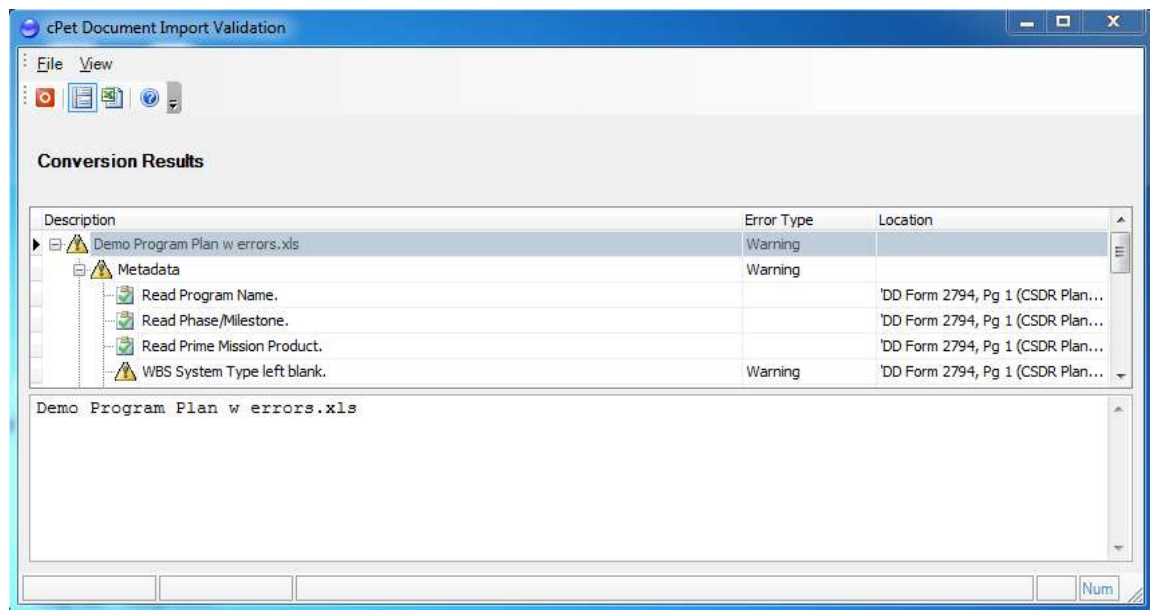 cPet Document Import Validation
File View
Conversion Results
Description Error Type Location
Demo Program Plan w errors.xls Warning
Metadata Warning
Read Program Name. 'DD Form 2794, Pg 1 (CSDR Plan...
Read Phase/Milestone. 'DD Form 2794, Pg 1 (CSDR Plan...
Read Prime Mission Product. 'DD Form 2794, Pg 1 (CSDR Plan...
WBS System Type left blank. Warning 'DD Form 2794, Pg 1 (CSDR Plan...
Demo Program Plan w errors.xls
Num